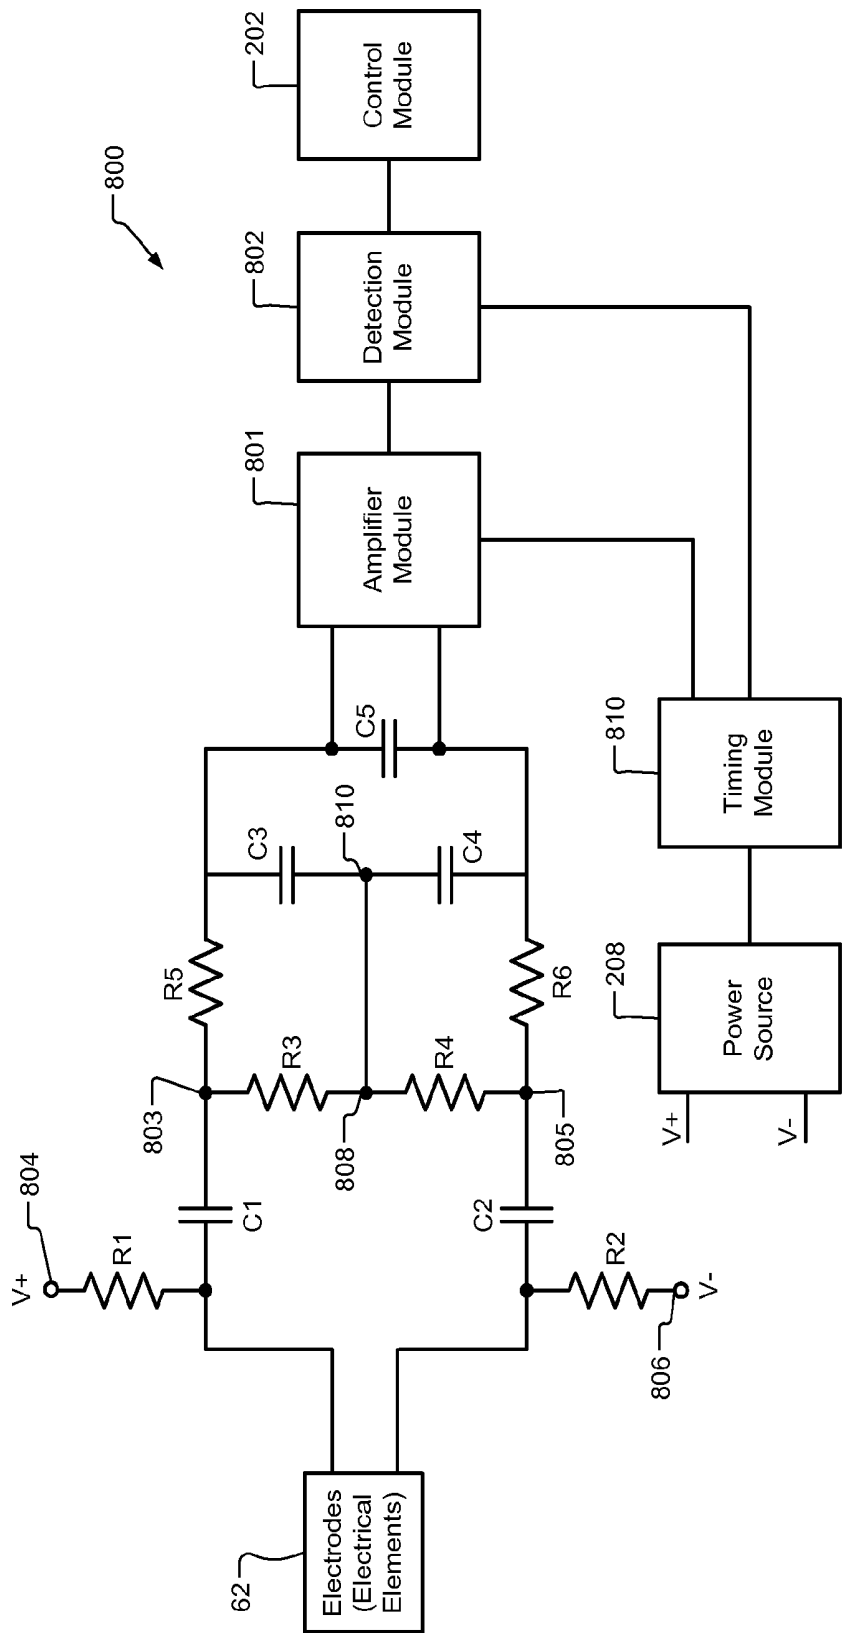 800
V+
804
R1
C1
803
R5
R3
808
R4
C3
810
C4
C5
805
R6
C2
R2
V-
806
62
Electrodes
(Electrical
Elements)
801
Amplifier
Module
802
Detection
Module
202
Control
Module
V+
V-
208
Power
Source
810
Timing
Module